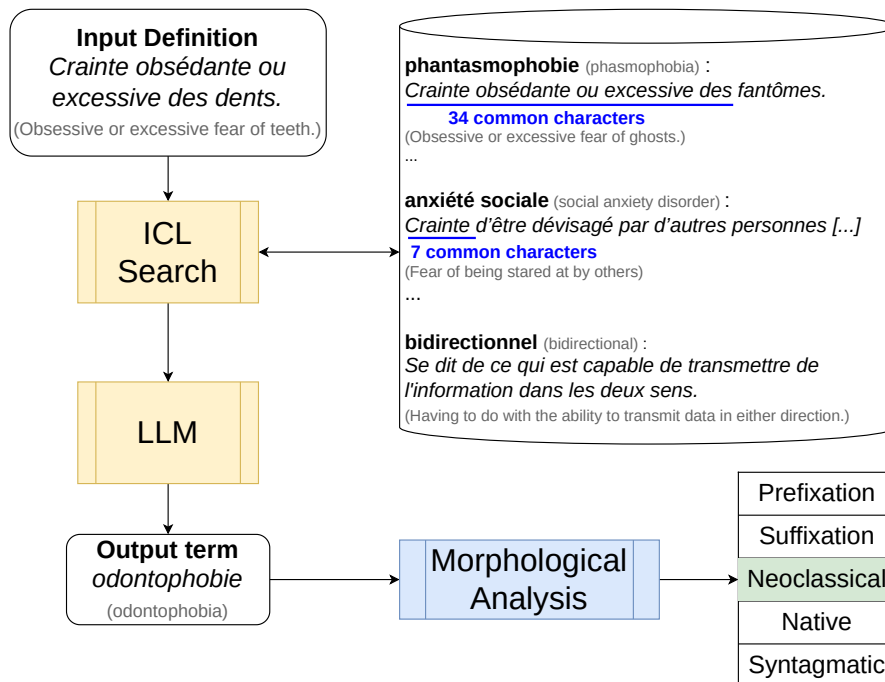 Input Definition
Crainte obsédante ou
excessive des dents.
(Obsessive or excessive fear of teeth.)
ICL
Search
LLM
Output term
odontophobie
(odontophobia)
phantasmophobie (phasmophobia) :
Crainte obsédante ou excessive des fantômes.
34 common characters
(Obsessive or excessive fear of ghosts.)
...
anxiété sociale (social anxiety disorder) :
Crainte d'être dévisagé par d'autres personnes [...]
7 common characters
(Fear of being stared at by others)
...
bidirectionnel (bidirectional) :
Se dit de ce qui est capable de transmettre de
l'information dans les deux sens.
(Having to do with the ability to transmit data in either direction.)
Morphological
Analysis
Prefixation
Suffixation
Neoclassical
Native
Syntagmatic